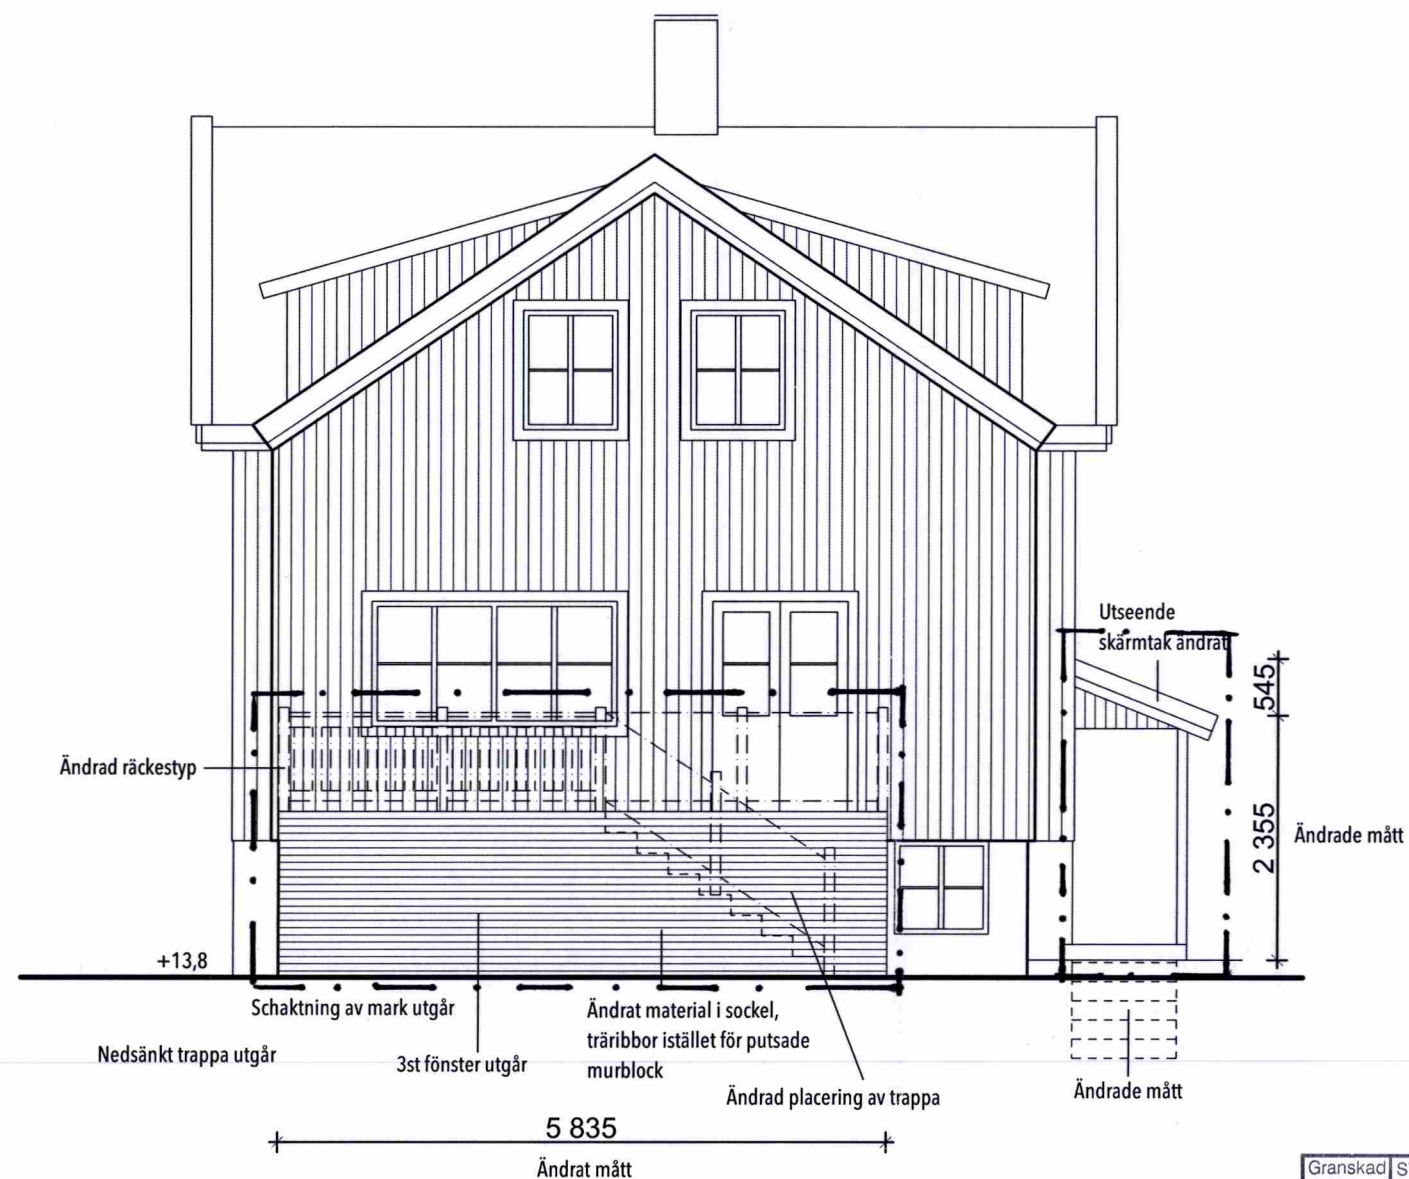 Utseende
skärmtak ändrat
545
Ändrad räckestyp
2 355
Ändrade mått
+13,8
Schaktning av mark utgår
Ändrat material i sockel,
träribbor istället för putsade
murblock
Nedsänkt trappa utgår
3st fönster utgår
Ändrad placering av trappa
Ändrade mått
5 835
Ändrat mått
Granskad